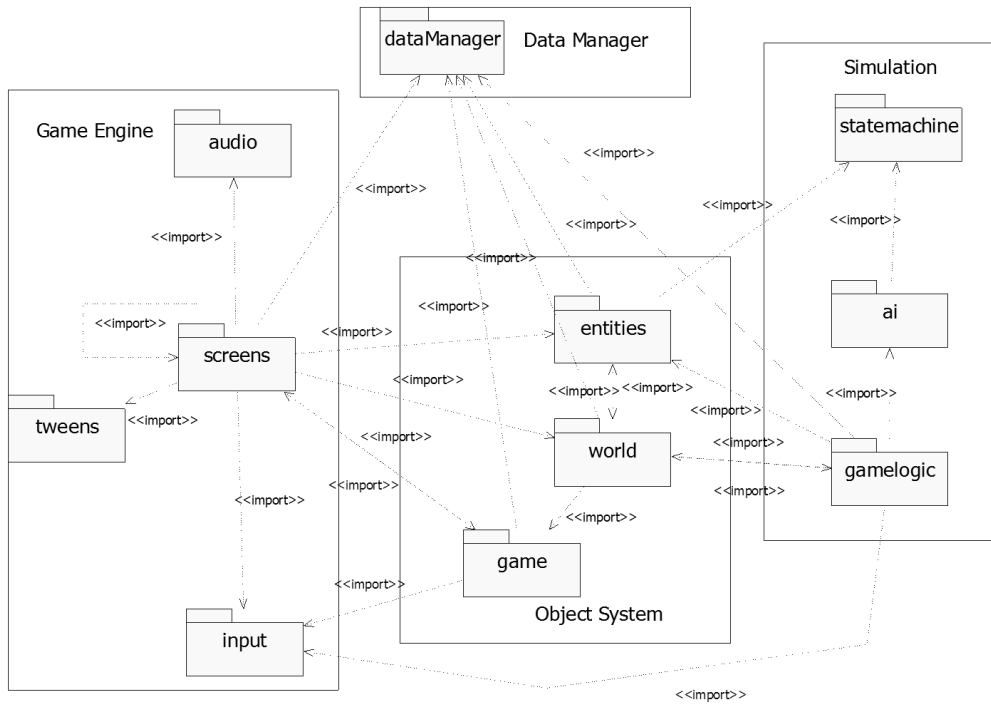 dataManager
Data Manager
Simulation
Game Engine
audio
statemachine
<<import>>
<<import>>
<<import>>
<<import>>
<<import>>
<<import>>
<<import>>
<<import>>
<<import>>
entities
ai
<<import>>
screens
<<import>>
<<import>>
<<import>>
<<import>>
<<import>>
<<import>>
tweens
<<import>>
<<import>>
world
<<import>>
gamelogic
<<import>>
<<import>>
<<import>>
<<import>>
game
<<import>>
Object System
input
<<import>>